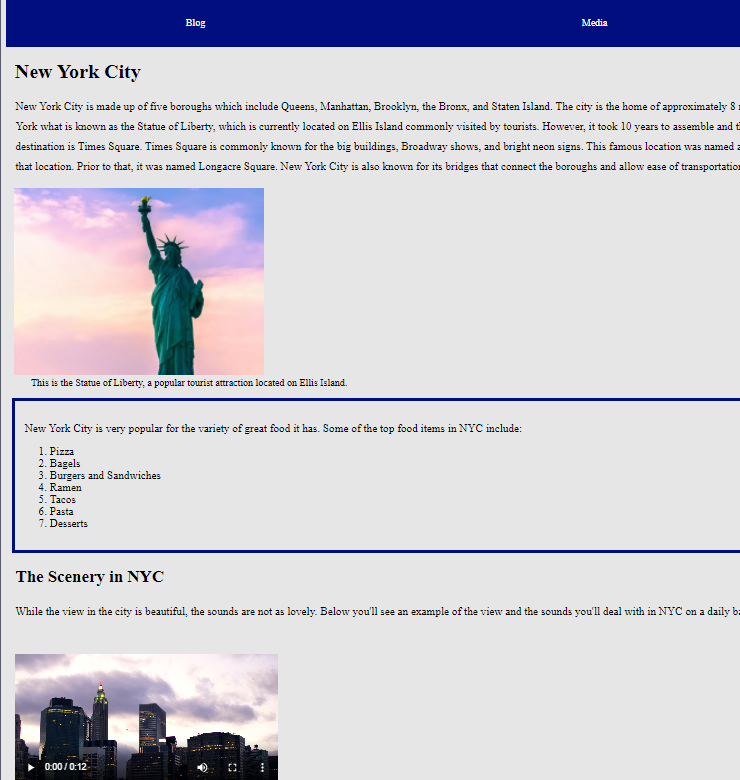 Blog Media
New York City
New York City is made up of five boroughs which include Queens, Manhattan, Brooklyn, the Bronx, and Staten Island. The city is the home of approximately 8
York what is known as the Statue of Liberty, which is currently located on Ellis Island commonly visited by tourists. However, it took 10 years to assemble and
destination is Times Square. Times Square is commonly known for the big buildings, Broadway shows, and bright neon signs. This famous location was named
that location. Prior to that, it was named Longacre Square. New York City is also known for its bridges that connect the boroughs and allow ease of
This is the Statue of Liberty, a popular tourist attraction located on Ellis Island.
New York City is very popular for the variety of great food it has. Some of the top food items in NYC include:
1. Pizza
2. Bagels
3. Burgers and Sandwiches
4. Ramen
5. Tacos
6. Pasta
7. Desserts
The Scenery in NYC
While the view in the city is beautiful, the sounds are not as lovely. Below you'll see an example of the view and the sounds you'll deal with in NYC on a daily
0:00 / 0:12